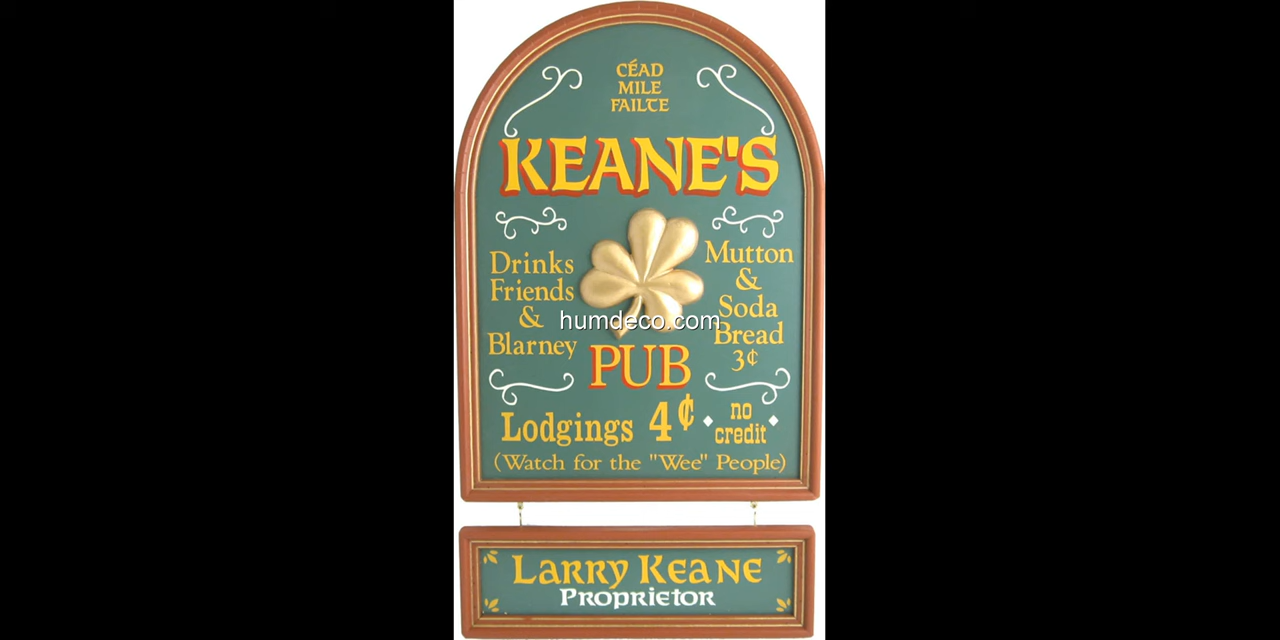 CÉAD
MILE
FAILTE
KEANE'S
Drinks
Friends
&
Blarney
Mutton
&
Soda
Bread
3¢
humdeco.com
PUB
Lodgings 4¢ no credit
(Watch for the "Wee" People)
LARRY KEANE
PROPRIETOR